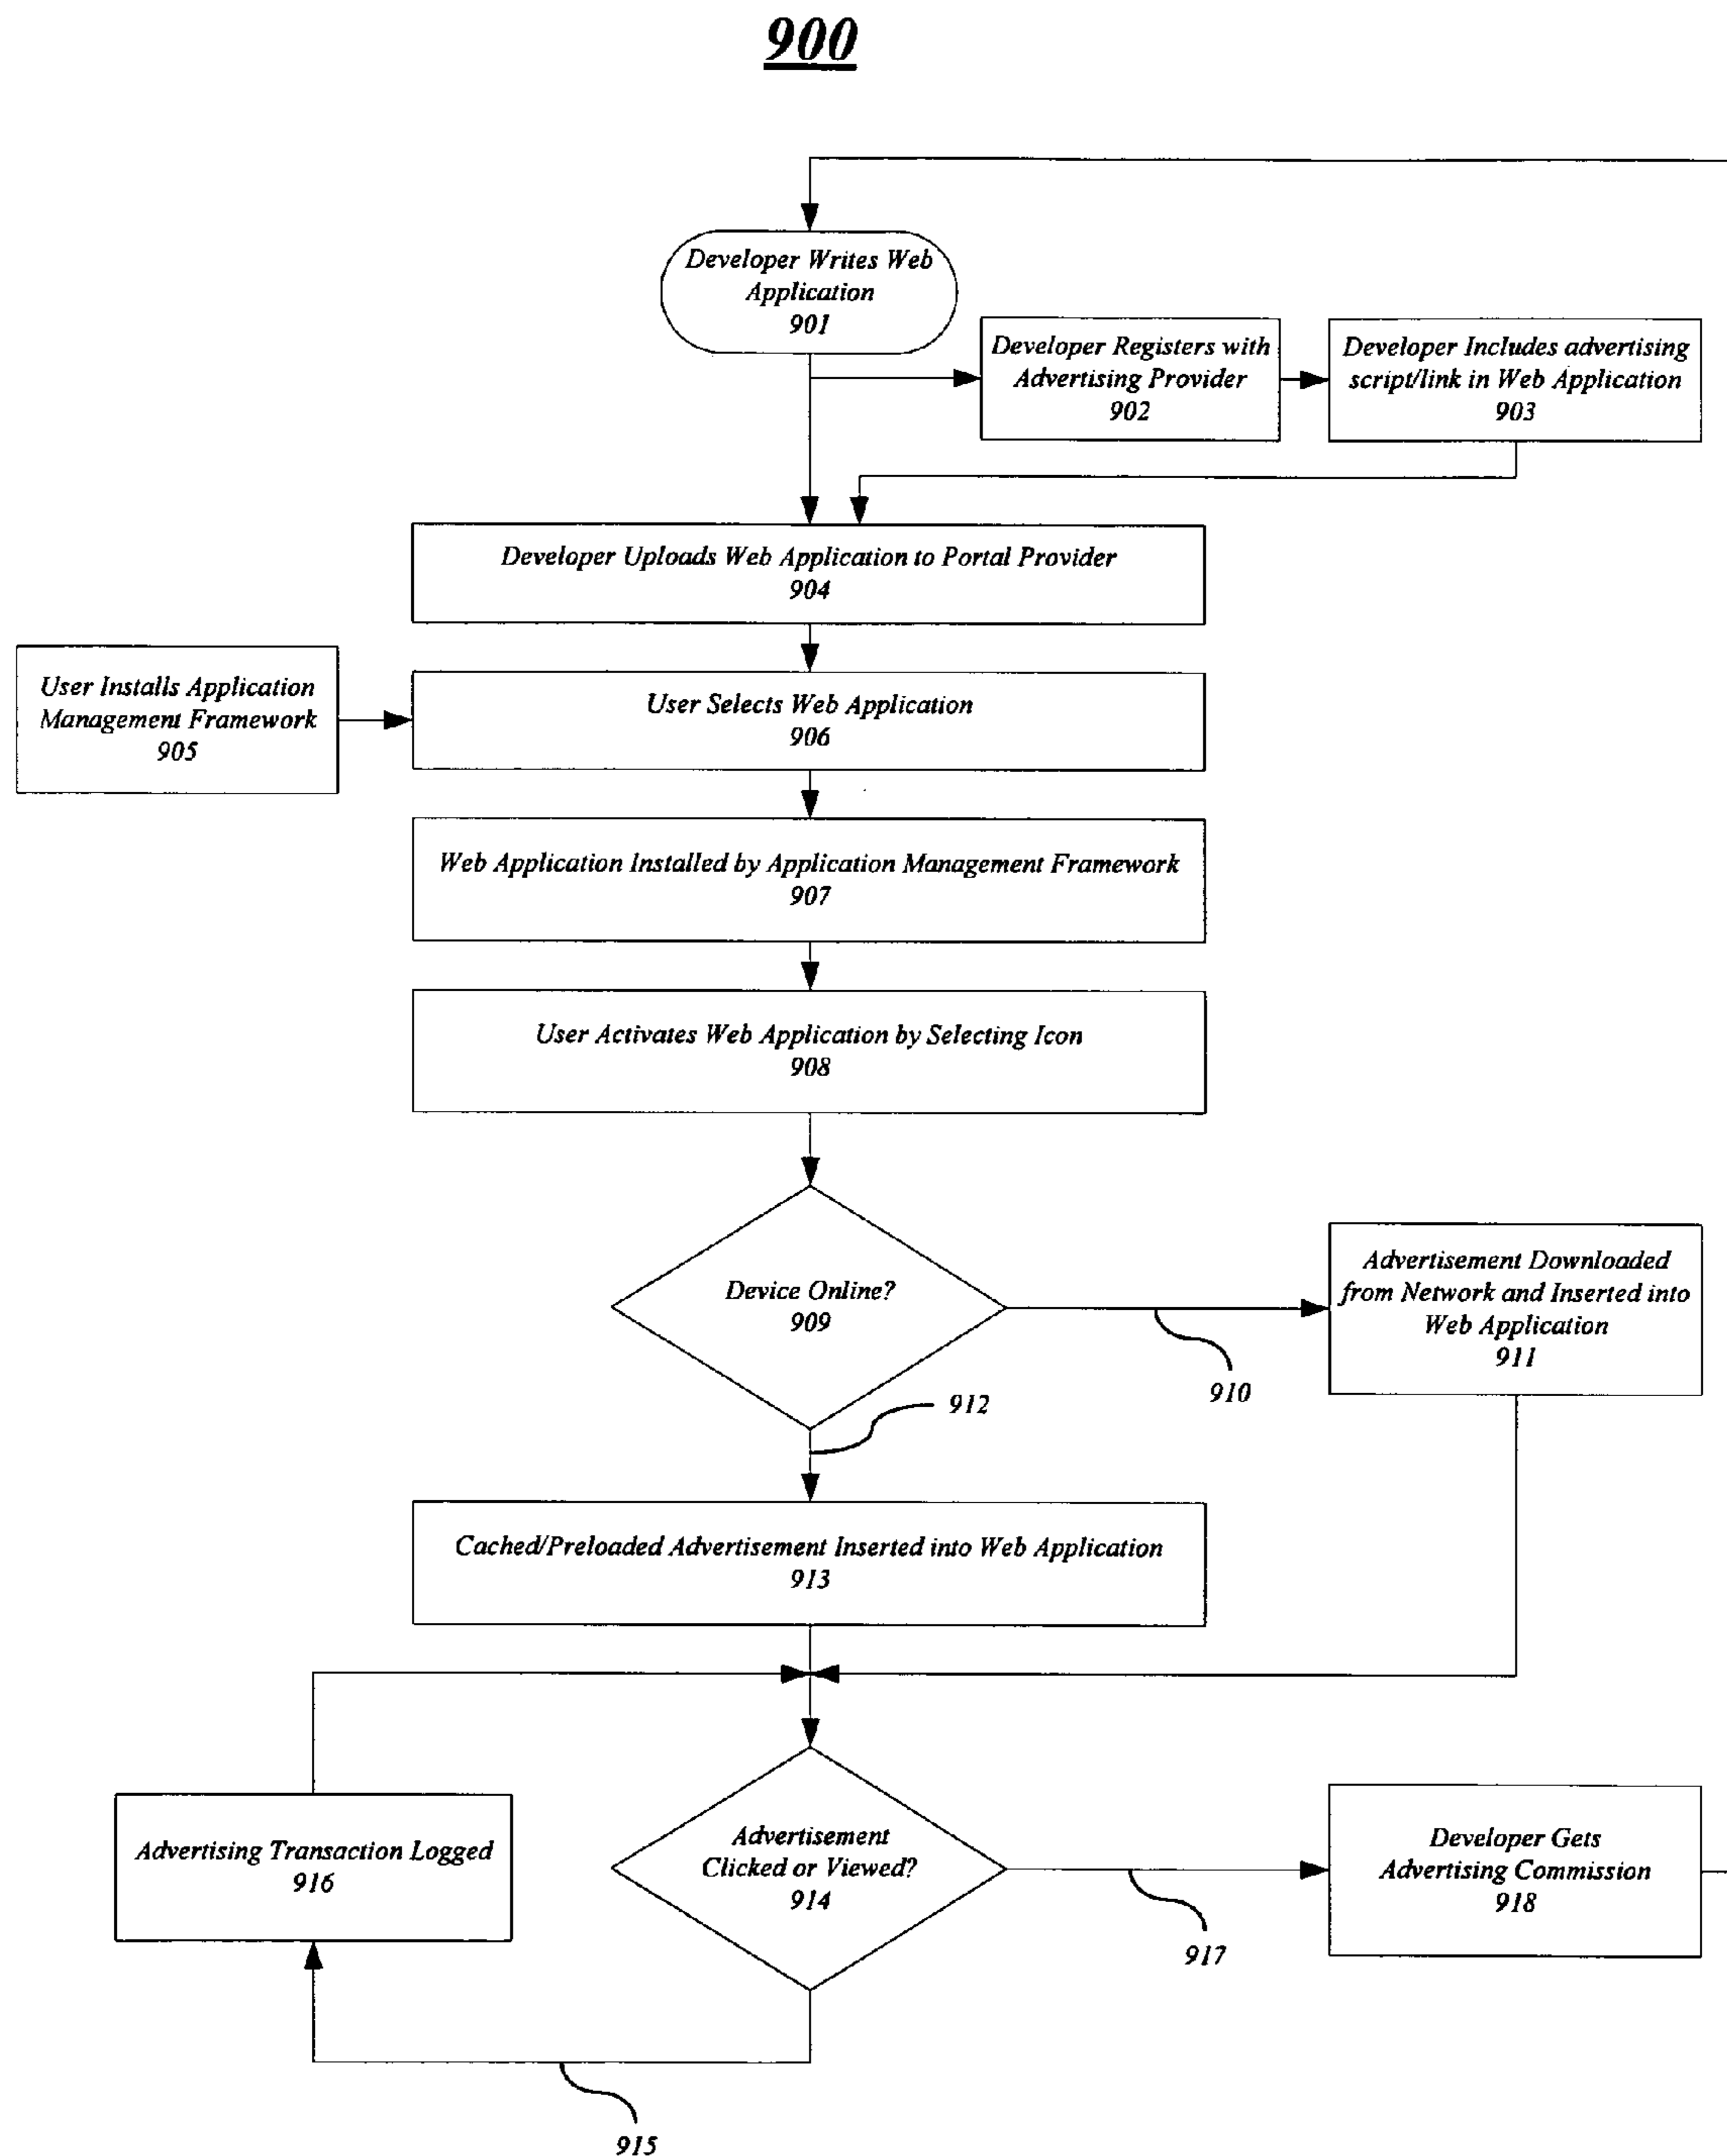 900
Developer Writes Web
Application
901
Developer Registers with
Advertising Provider
902
Developer Includes advertising
script/link in Web Application
903
Developer Uploads Web Application to Portal Provider
904
User Installs Application
Management Framework
905
User Selects Web Application
906
Web Application Installed by Application Management Framework
907
User Activates Web Application by Selecting Icon
908
Device Online?
909
910
Advertisement Downloaded
from Network and Inserted into
Web Application
911
912
Cached/Preloaded Advertisement Inserted into Web Application
913
Advertising Transaction Logged
916
Advertisement
Clicked or Viewed?
914
917
Developer Gets
Advertising Commission
918
915